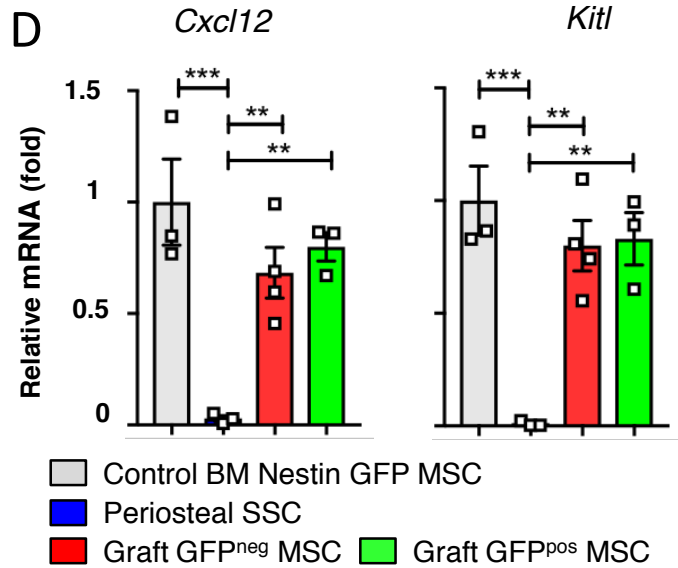 D
Cxcl12
Kitl
Relative mRNA (fold)
1.5
1
0.5
0
***
**
**
***
**
**
Control BM Nestin GFP MSC
Periosteal SSC
Graft GFPneg MSC
Graft GFPpos MSC